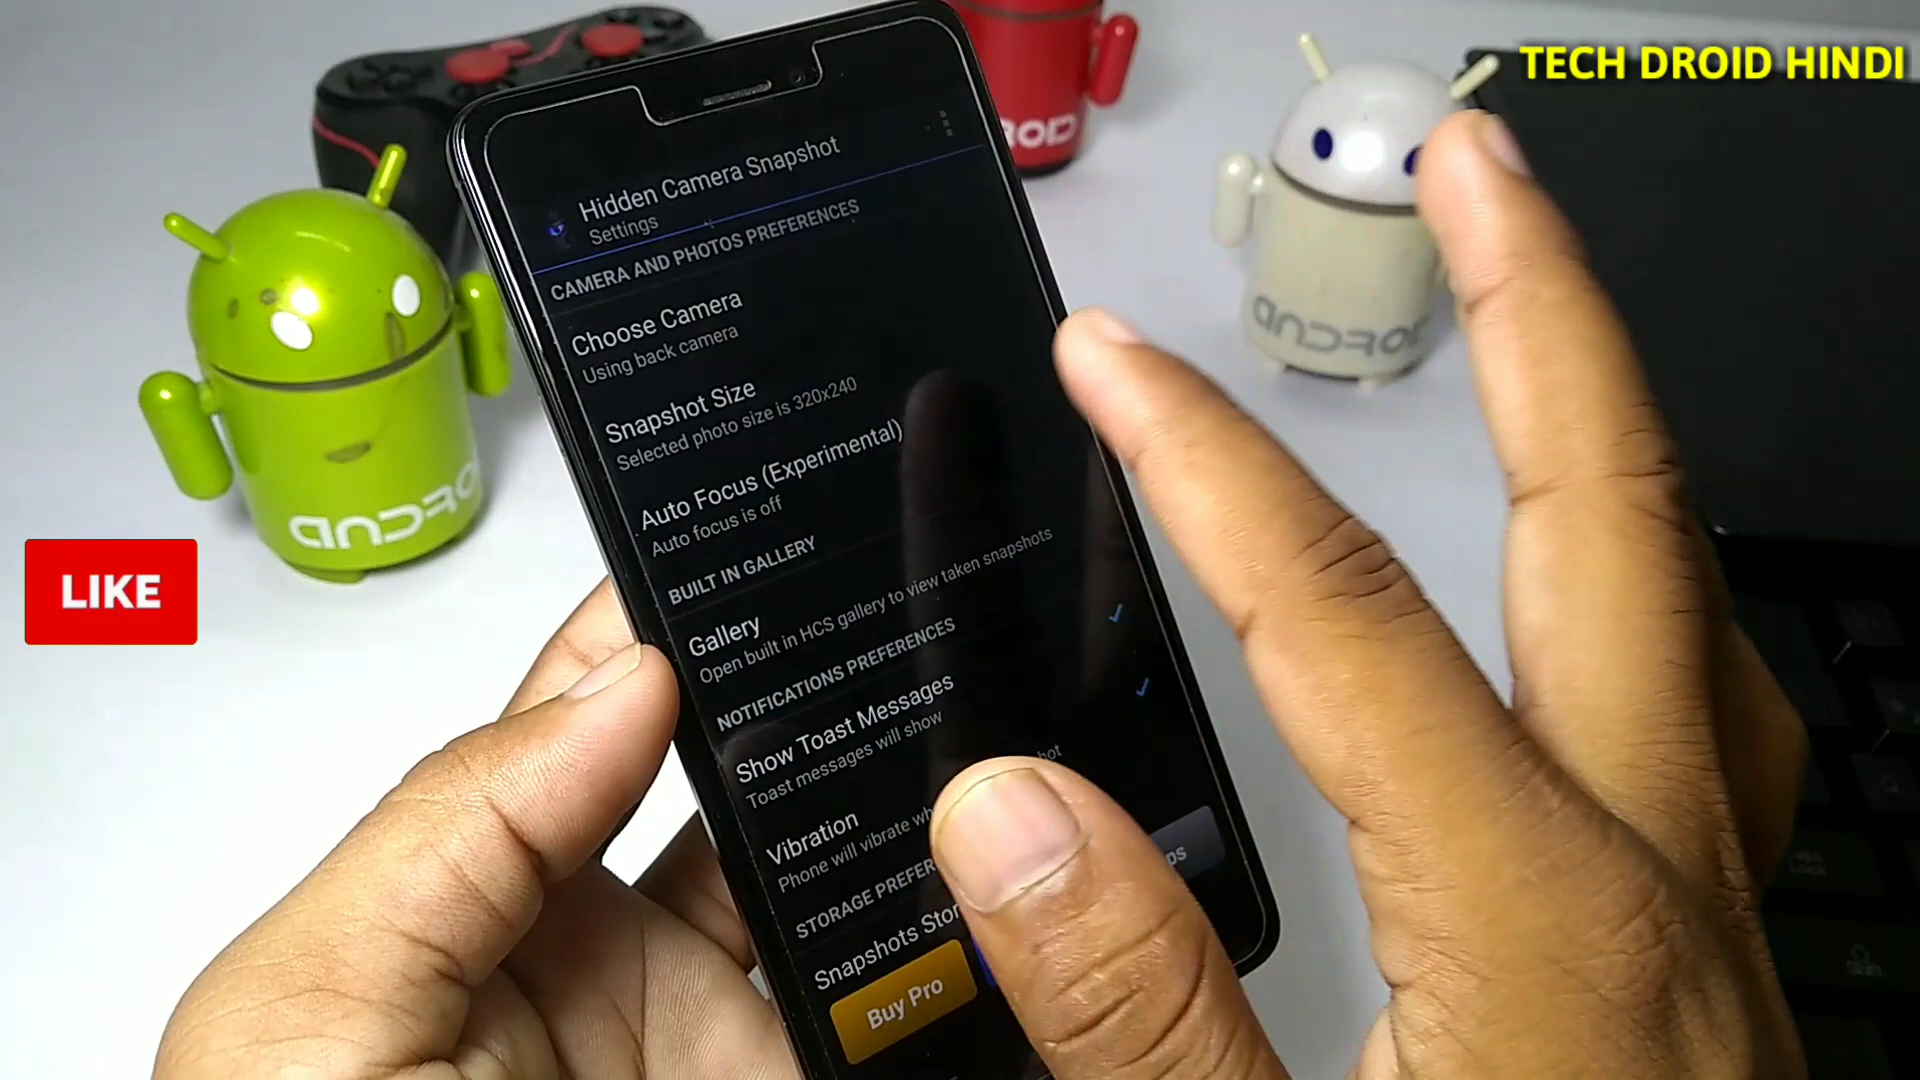 TECH DROID HINDI
Hidden Camera Snapshot
Settings
CAMERA AND PHOTOS PREFERENCES
Choose Camera
Using back camera
Snapshot Size
Selected photo size is 320x240
Auto Focus (Experimental)
Auto focus is off
BUILT IN GALLERY
Gallery
Open built in HCS gallery to view taken snapshots
NOTIFICATIONS PREFERENCES
Show Toast Messages
Toast messages will show
Vibration
Phone will vibrate
Snapshots
STORAGE
Buy Pro
LIKE